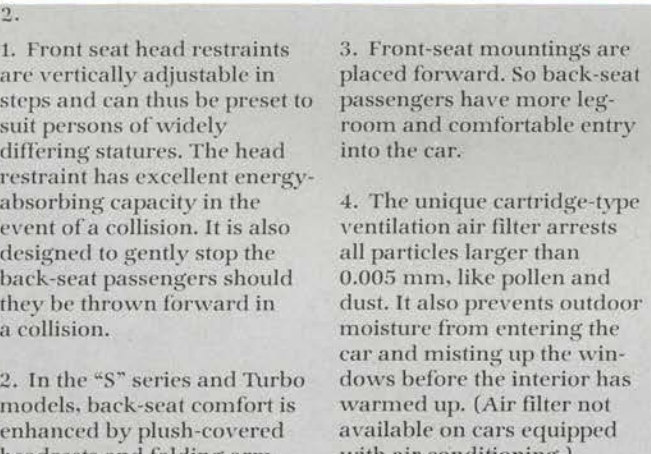 2.
1. Front seat head restraints
are vertically adjustable in
steps and can thus be preset to
suit persons of widely
differing statures. The head
restraint has excellent energy-
absorbing capacity in the
event of a collision. It is also
designed to gently stop the
back-seat passengers should
they be thrown forward in
a collision.
2. In the “S” series and Turbo
models, back-seat comfort is
enhanced by plush-covered
headrests and folding arm-
3. Front-seat mountings are
placed forward. So back-seat
passengers have more leg-
room and comfortable entry
into the car.
4. The unique cartridge-type
ventilation air filter arrests
all particles larger than
0.005 mm, like pollen and
dust. It also prevents outdoor
moisture from entering the
car and misting up the win-
dows before the interior has
warmed up. (Air filter not
available on cars equipped
with air conditioning.)